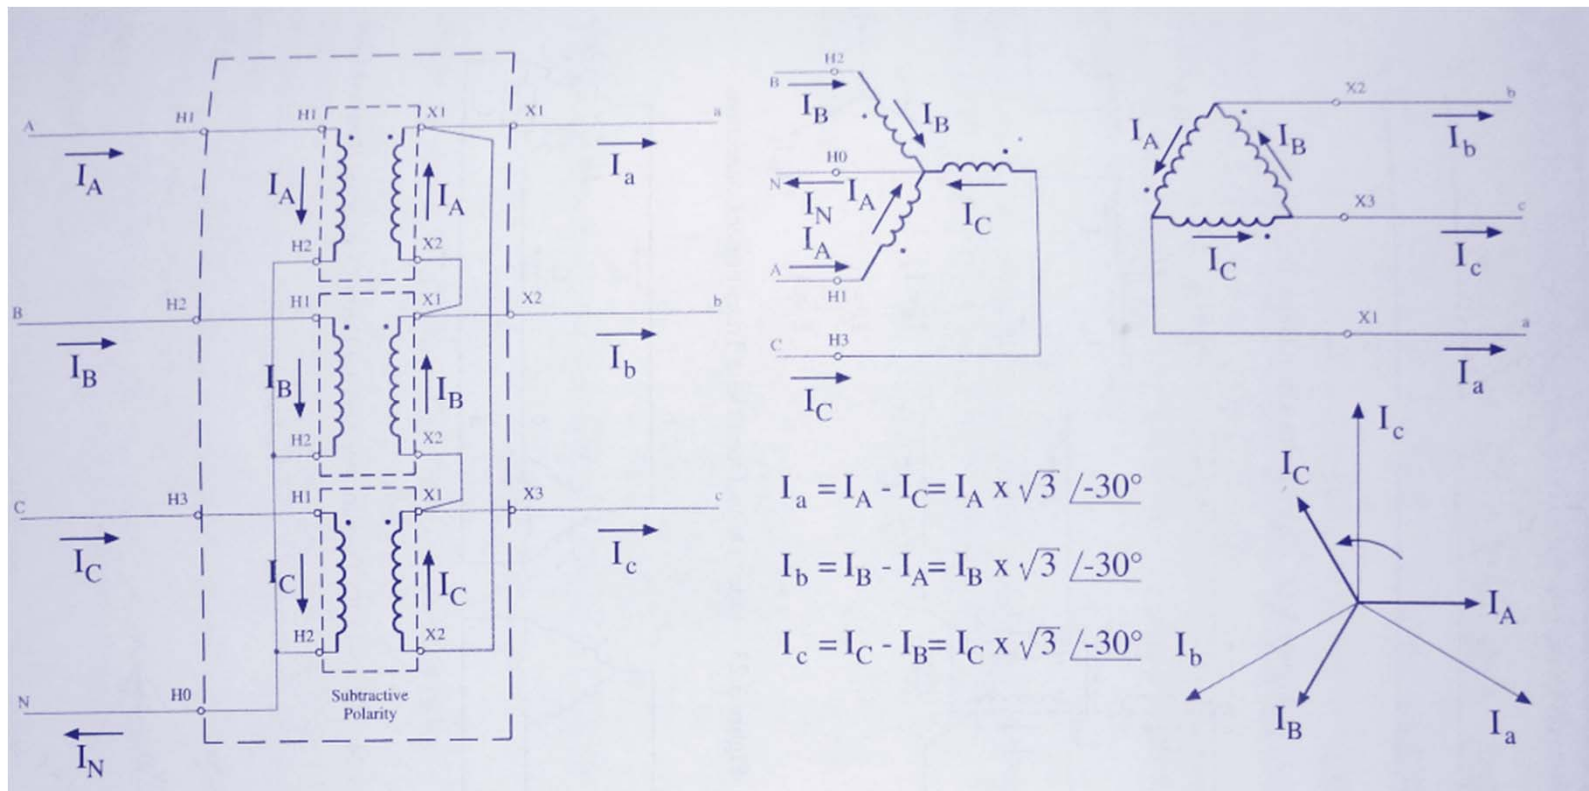 A
H1
H1
X1
X1
a
I_A
I_A
I_A
I_a
H2
X2
B
H2
H1
X1
X2
b
I_B
I_B
I_B
I_b
H2
X2
C
H3
H1
X1
X3
c
I_C
I_C
I_C
I_c
H2
X2
N
H0
I_N
Subtractive
Polarity
H2
B
I_B
I_B
H0
N
I_N
I_A
I_C
I_A
A
H1
C
H3
I_C
X2
b
I_A
I_B
I_b
X3
c
I_C
I_c
X1
a
I_a
I_a = I_A - I_C= I_A x √3 /-30°
I_b = I_B - I_A= I_B x √3 /-30°
I_c = I_C - I_B= I_C x √3 /-30°
I_c
I_C
I_A
I_b
I_B
I_a